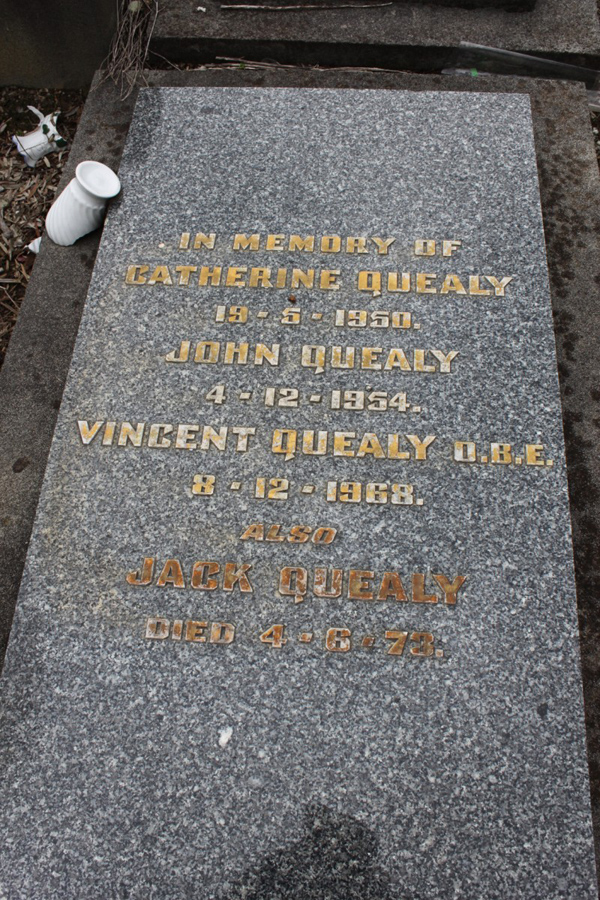 IN MEMORY OF
CATHERINE QUEALY
19 - 5 - 1950.
JOHN QUEALY
4 - 12 - 1954.
VINCENT QUEALY O.B.E.
8 - 12 - 1968.
ALSO
JACK QUEALY
DIED 4 - 6 - 73.